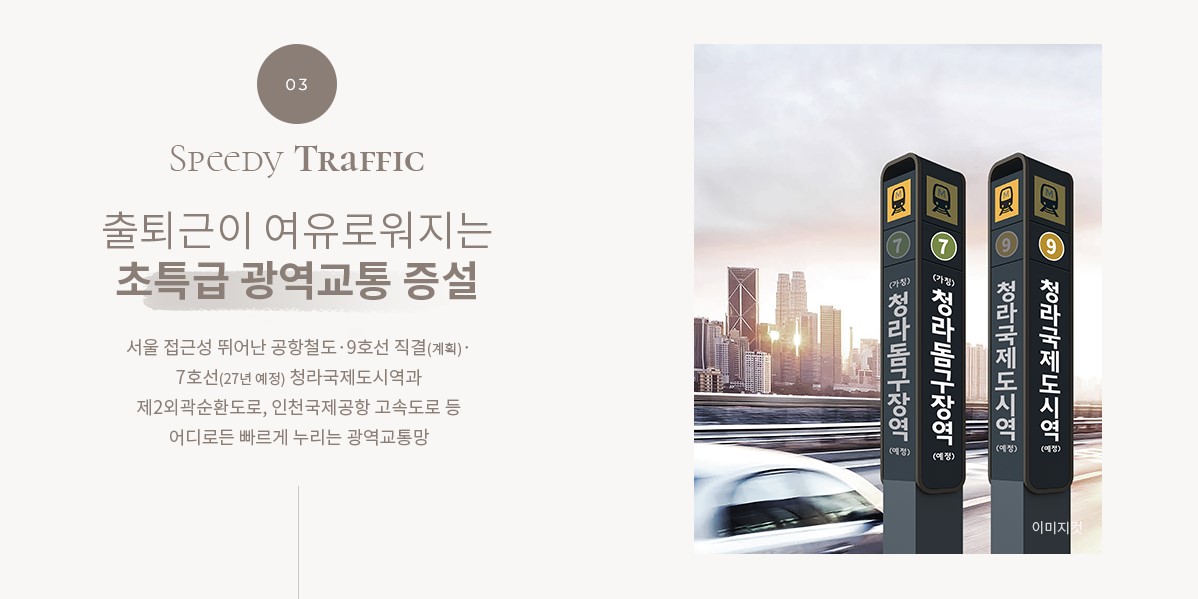 03
Speedy Traffic
출퇴근이 여유로워지는
초특급 광역교통 증설
서울 접근성 뛰어난 공항철도·9호선 직결(계획)·
7호선(27년 예정) 청라국제도시역과
제2외곽순환도로, 인천국제공항 고속도로 등
어디로든 빠르게 누리는 광역교통망
M
7
(가칭)
청라돔구장역
(예정)
M
7
(가칭)
청라돔구장역
(예정)
M
9
청라국제도시역
(예정)
M
9
청라국제도시역
(예정)
이미지컷